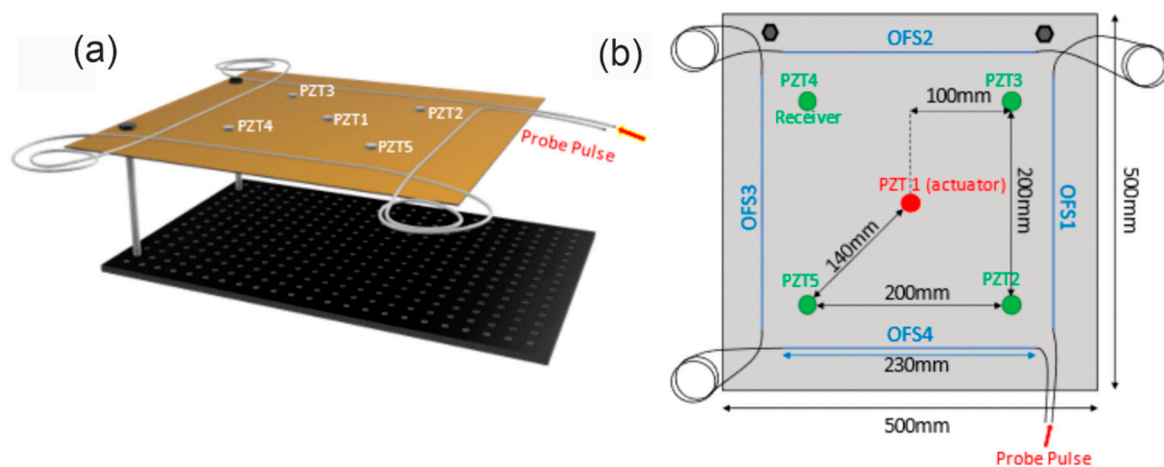 (a)
PZT3
PZT2
PZT1
PZT4
PZT5
Probe Pulse
(b)
OFS2
PZT4
Receiver
PZT3
100mm
PZT 1 (actuator)
200mm
OFS3
OFS1
500mm
140mm
PZT5
PZT2
200mm
OFS4
230mm
500mm
Probe Pulse